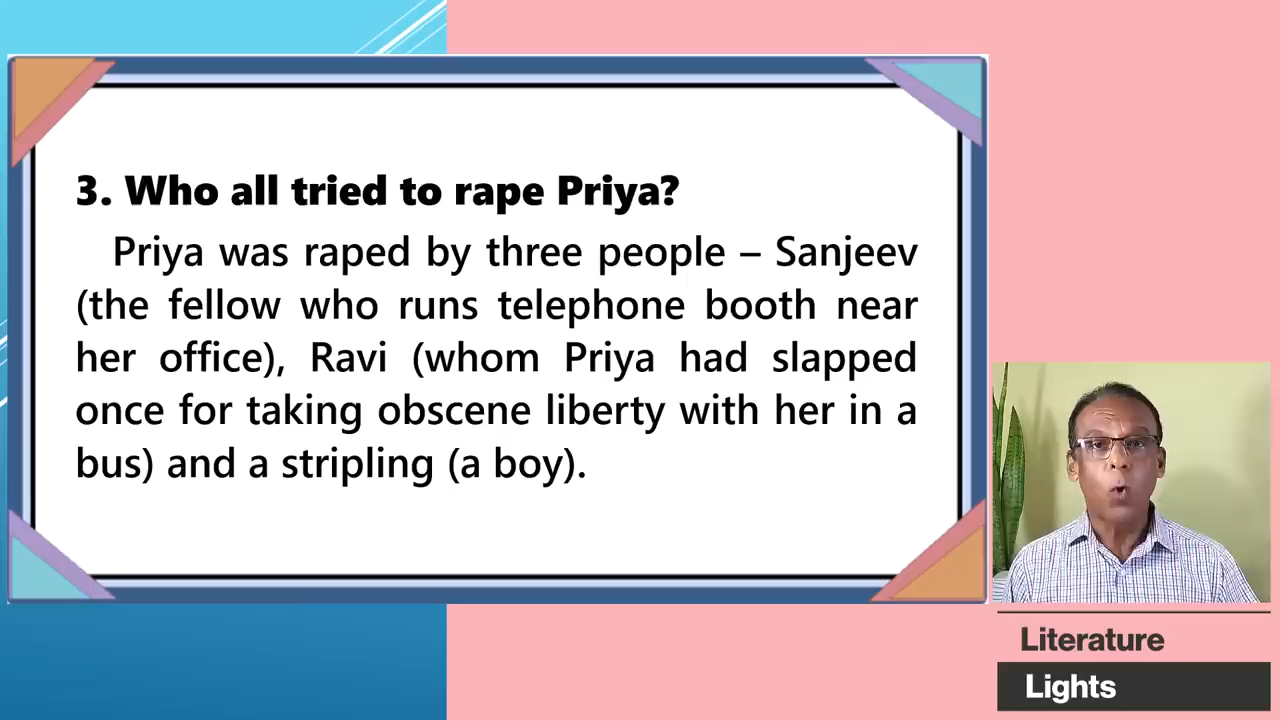 3. Who all tried to rape Priya?
Priya was raped by three people – Sanjeev
(the fellow who runs telephone booth near
her office), Ravi (whom Priya had slapped
once for taking obscene liberty with her in a
bus) and a stripling (a boy).
Literature
Lights